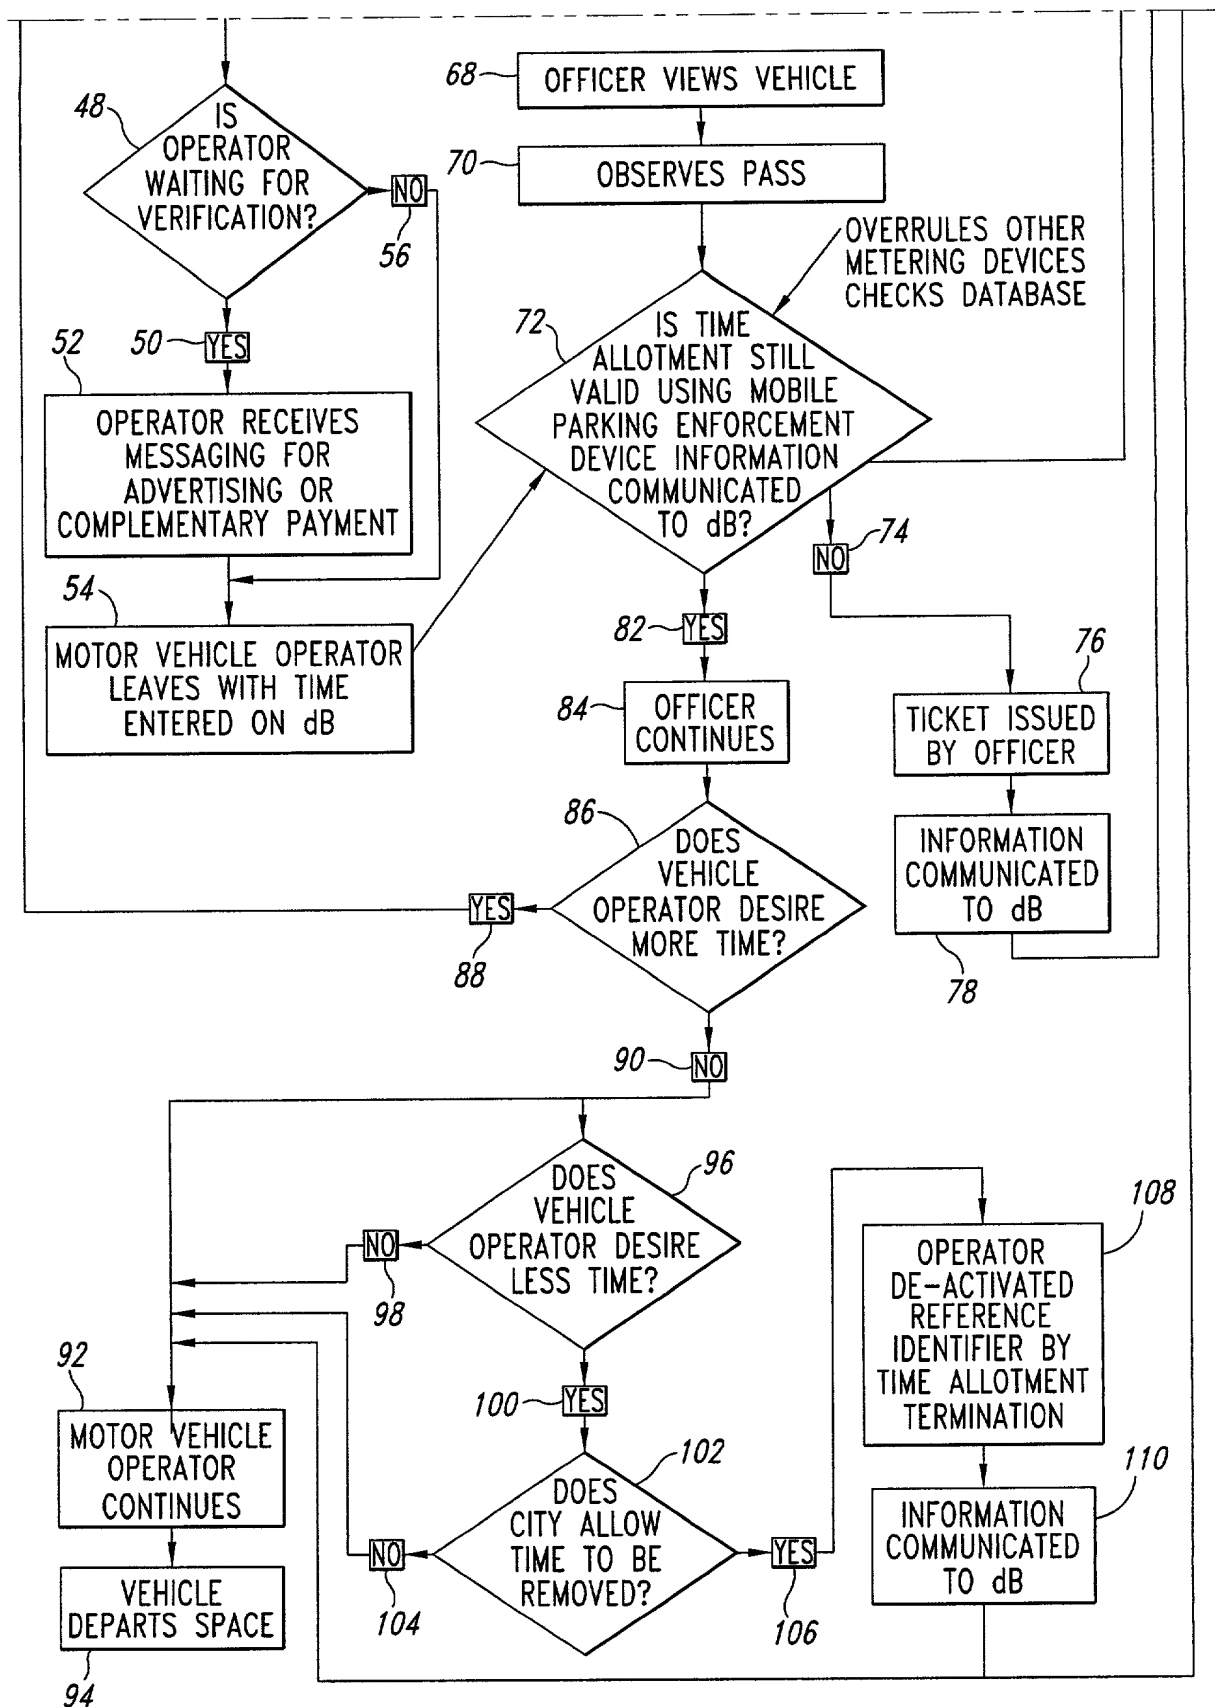 48
IS
OPERATOR
WAITING FOR
VERIFICATION?
NO
56
50
YES
52
OPERATOR RECEIVES
MESSAGING FOR
ADVERTISING OR
COMPLEMENTARY PAYMENT
54
MOTOR VEHICLE OPERATOR
LEAVES WITH TIME
ENTERED ON dB
68
OFFICER VIEWS VEHICLE
70
OBSERVES PASS
OVERRULES OTHER
METERING DEVICES
CHECKS DATABASE
72
IS TIME
ALLOTMENT STILL
VALID USING MOBILE
PARKING ENFORCEMENT
DEVICE INFORMATION
COMMUNICATED
TO dB?
74
NO
82
YES
76
TICKET ISSUED
BY OFFICER
84
OFFICER
CONTINUES
INFORMATION
COMMUNICATED
TO dB
78
86
DOES
VEHICLE
OPERATOR DESIRE
MORE TIME?
YES
88
90
NO
96
DOES
VEHICLE
OPERATOR DESIRE
LESS TIME?
NO
98
100
YES
102
DOES
CITY ALLOW
TIME TO BE
REMOVED?
NO
104
YES
106
108
OPERATOR
DE-ACTIVATED
REFERENCE
IDENTIFIER BY
TIME ALLOTMENT
TERMINATION
110
INFORMATION
COMMUNICATED
TO dB
92
MOTOR VEHICLE
OPERATOR
CONTINUES
VEHICLE
DEPARTS SPACE
94